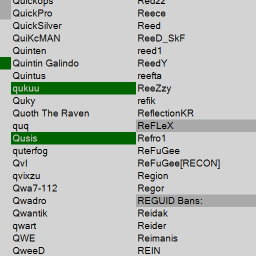 Quickops
QuickPro
QuickSilver
QuiKcMAN
Quinten
Quintin Galindo
Quintus
qukuu
Quky
Quoth The Raven
quq
Qusis
quterfog
QvI
qvixzu
Qwa7-112
Qwadro
Qwantik
qwart
QWE
QweeD
Redzz
Reece
Reed
ReeD_SkF
reed1
ReedY
reefta
ReeZzy
refik
ReflectionKR
ReFLeX
Refro1
ReFuGee
ReFuGee[RECON]
Region
Regor
REGUID Bans:
Reidak
Reider
Reimanis
REIN